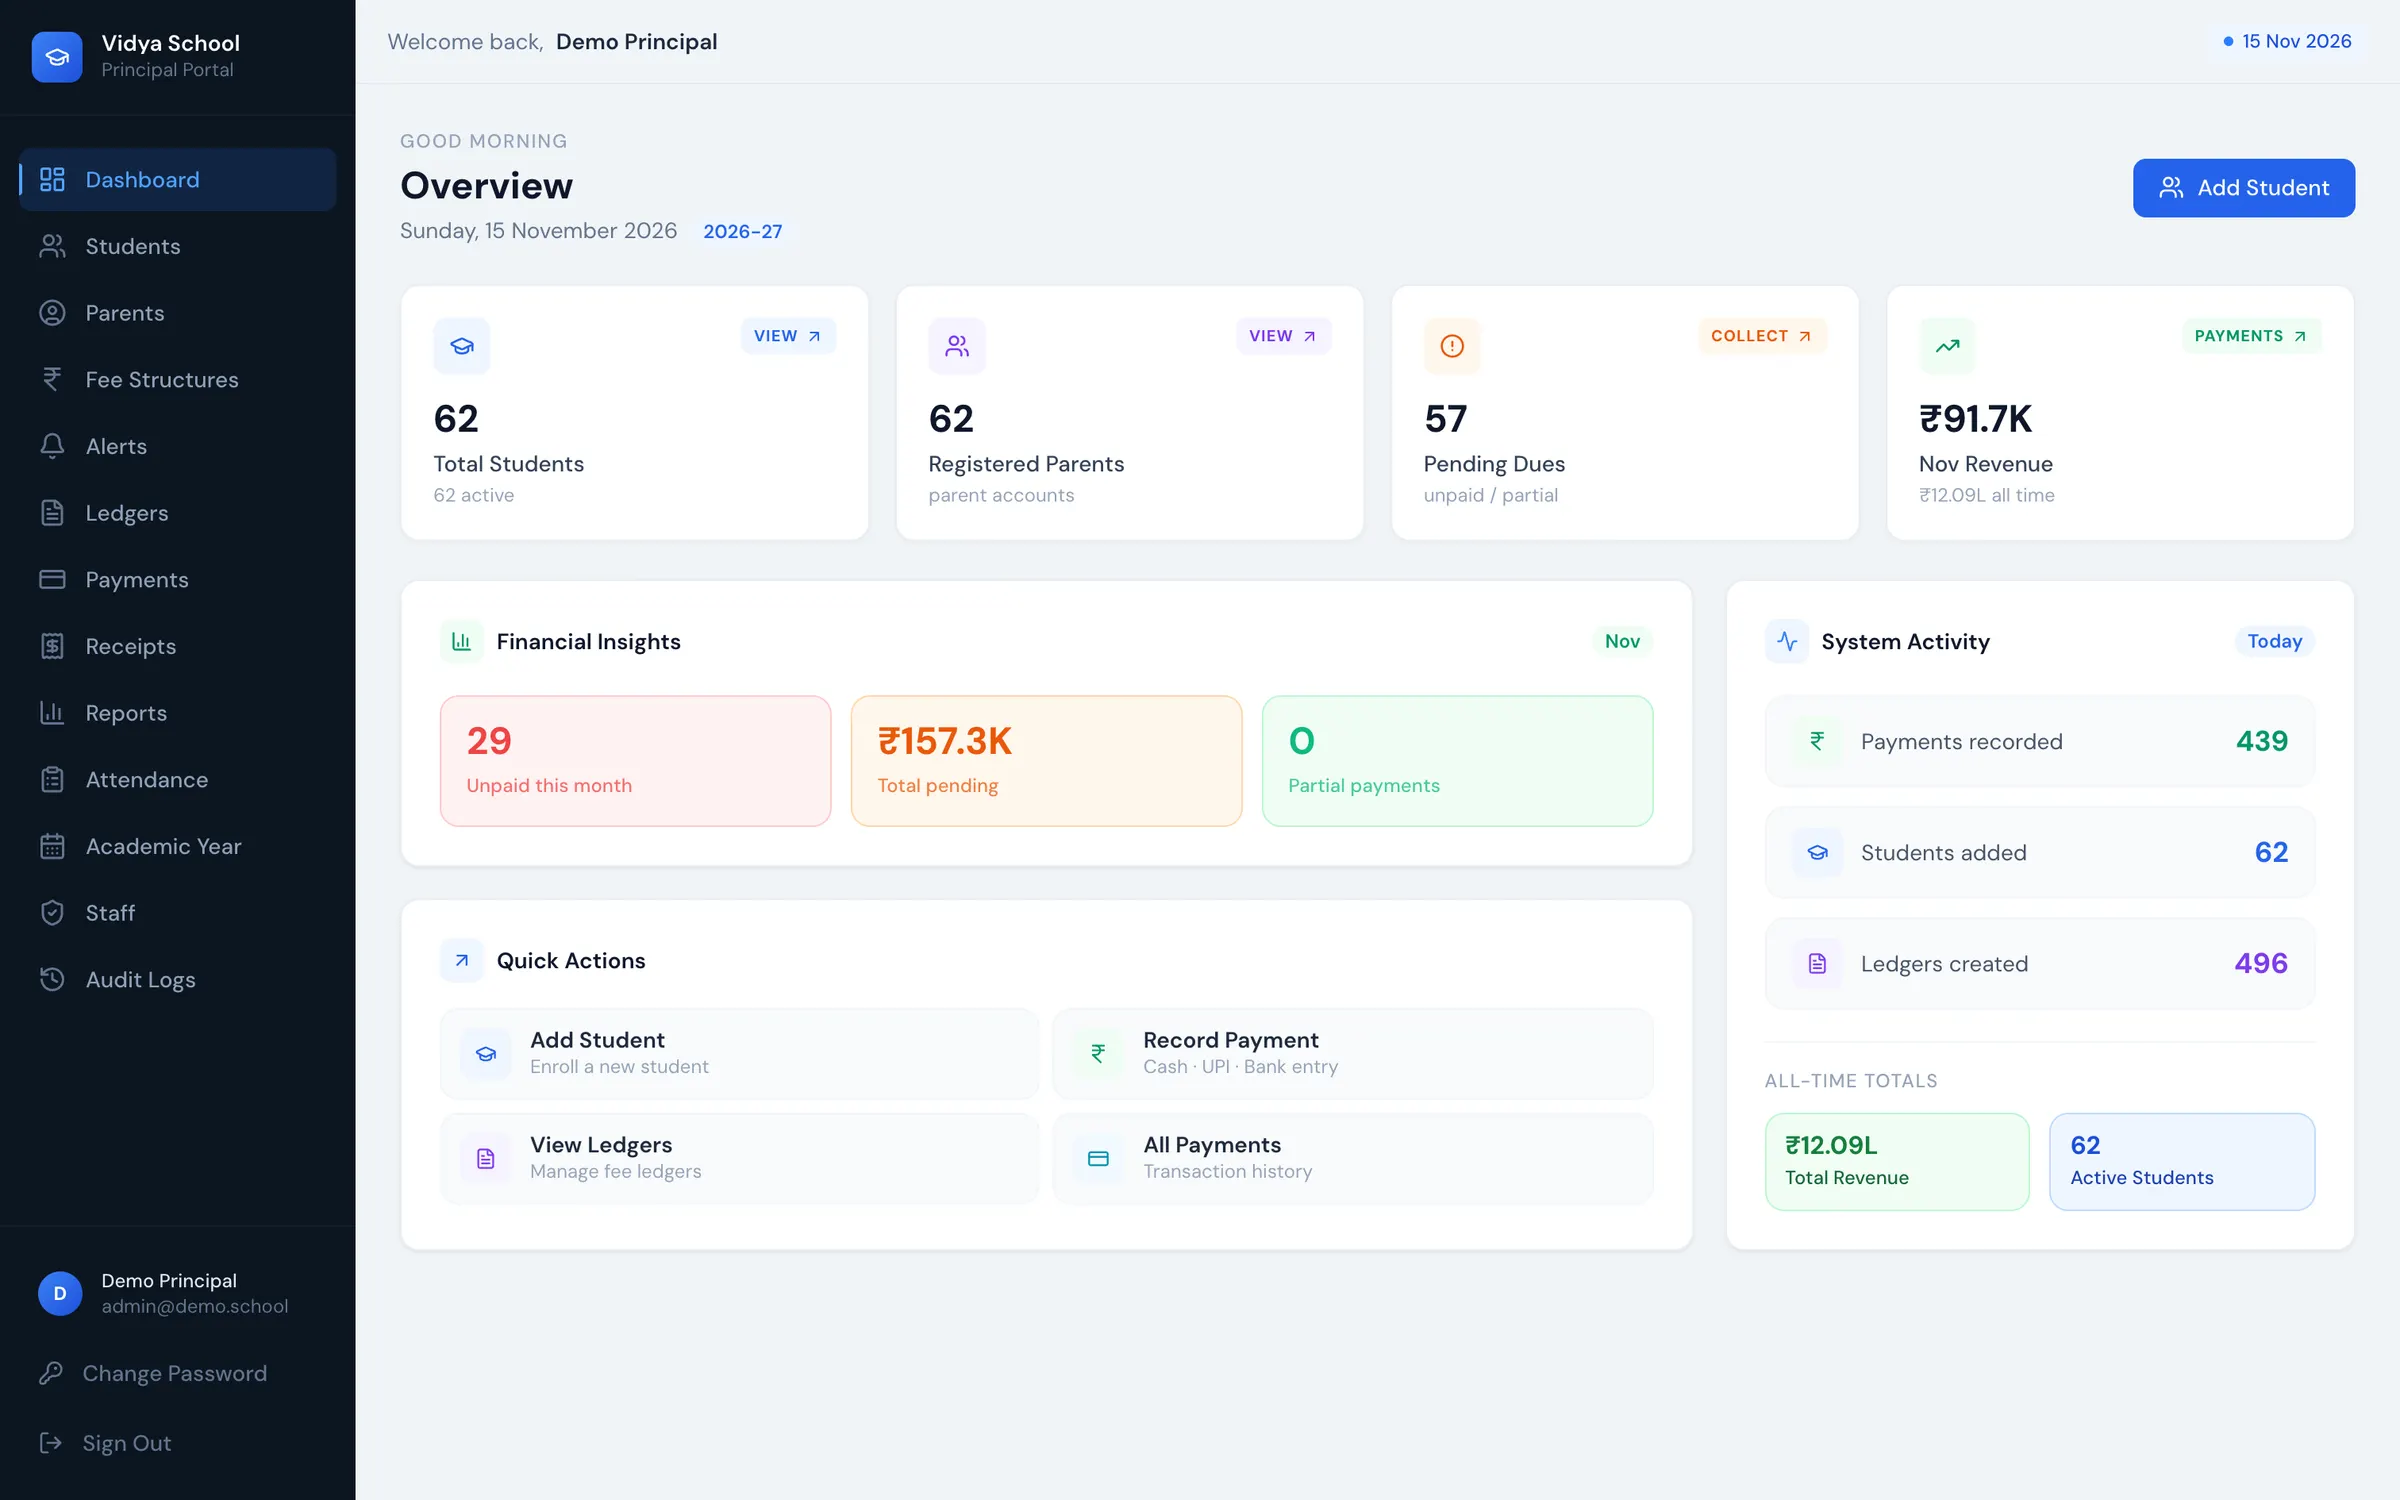 Vidya School
Principal Portal
Dashboard
Students
Parents
Fee Structures
Alerts
Ledgers
Payments
Receipts
Reports
Attendance
Academic Year
Staff
Audit Logs
D
Demo Principal
admin@demo.school
Change Password
Sign Out
Welcome back, Demo Principal
15 Nov 2026
GOOD MORNING
Overview
Sunday, 15 November 2026 2026-27
Add Student
VIEW
62
Total Students
62 active
VIEW
62
Registered Parents
parent accounts
COLLECT
57
Pending Dues
unpaid / partial
PAYMENTS
₹91.7K
Nov Revenue
₹12.09L all time
Financial Insights
Nov
29
Unpaid this month
₹157.3K
Total pending
0
Partial payments
Quick Actions
Add Student
Enroll a new student
₹
Record Payment
Cash · UPI · Bank entry
View Ledgers
Manage fee ledgers
All Payments
Transaction history
System Activity
Today
₹ Payments recorded 439
Students added 62
Ledgers created 496
ALL-TIME TOTALS
₹12.09L
Total Revenue
62
Active Students